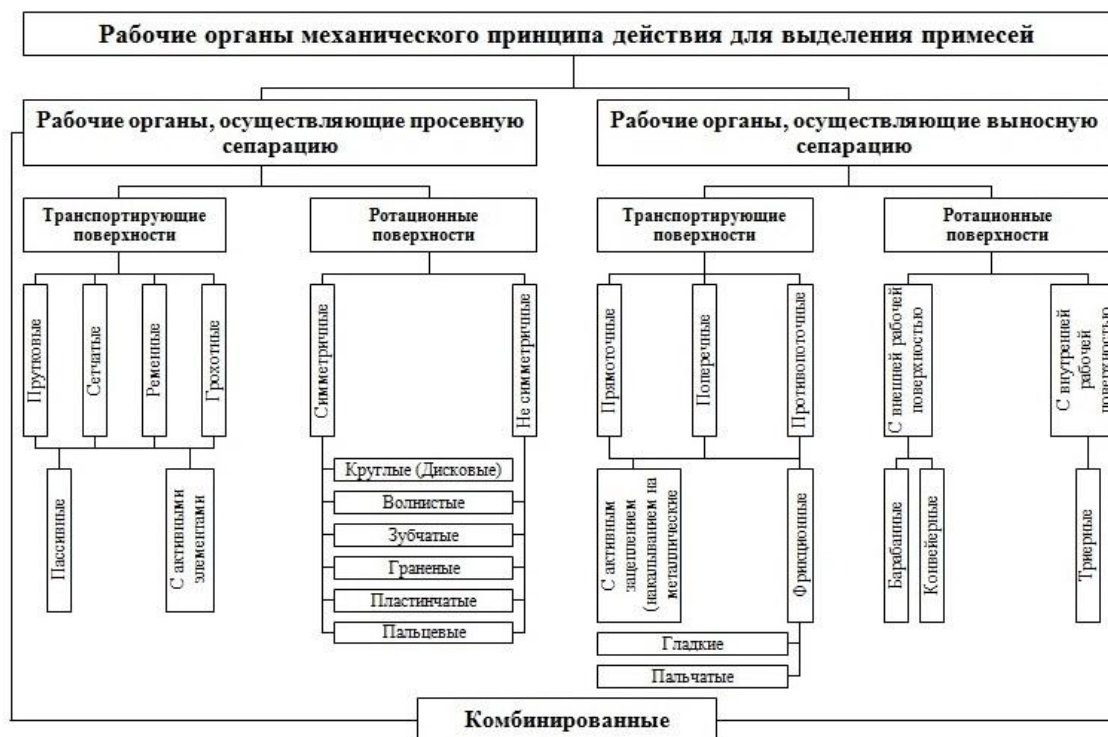 Рабочие органы механического принципа действия для выделения примесей
Рабочие органы, осуществляющие просевную
сепарацию
Рабочие органы, осуществляющие выносную
сепарацию
Транспортирующие
поверхности
Ротационные
поверхности
Транспортирующие
поверхности
Ротационные
поверхности
Прутковые
Сетчатые
Ременные
Грохотные
Симметричные
Не симметричные
Прямоточные
Поперечные
Противопоточные
С внешней рабочей
поверхностью
С внутренней
рабочей
поверхностью
Пассивные
С активными
элементами
Круглые (Дисковые)
Волнистые
Зубчатые
Граненые
Пластинчатые
Пальцевые
С активным
зацеплением
(накалыванием на
металлические
Фрикционные
Барабанные
Конвейерные
Триерные
Гладкие
Пальчатые
Комбинированные